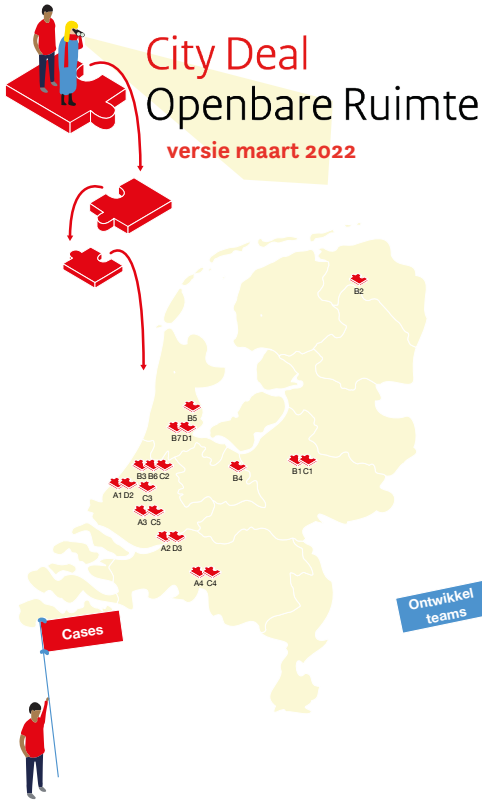 City Deal
Openbare Ruimte
versie maart 2022
B2
B5
B7 D1
B3 B6 C2
B4
B1 C1
A1 D2
C3
A3 C5
A2 D3
A4 C4
Ontwikkel
teams
Cases